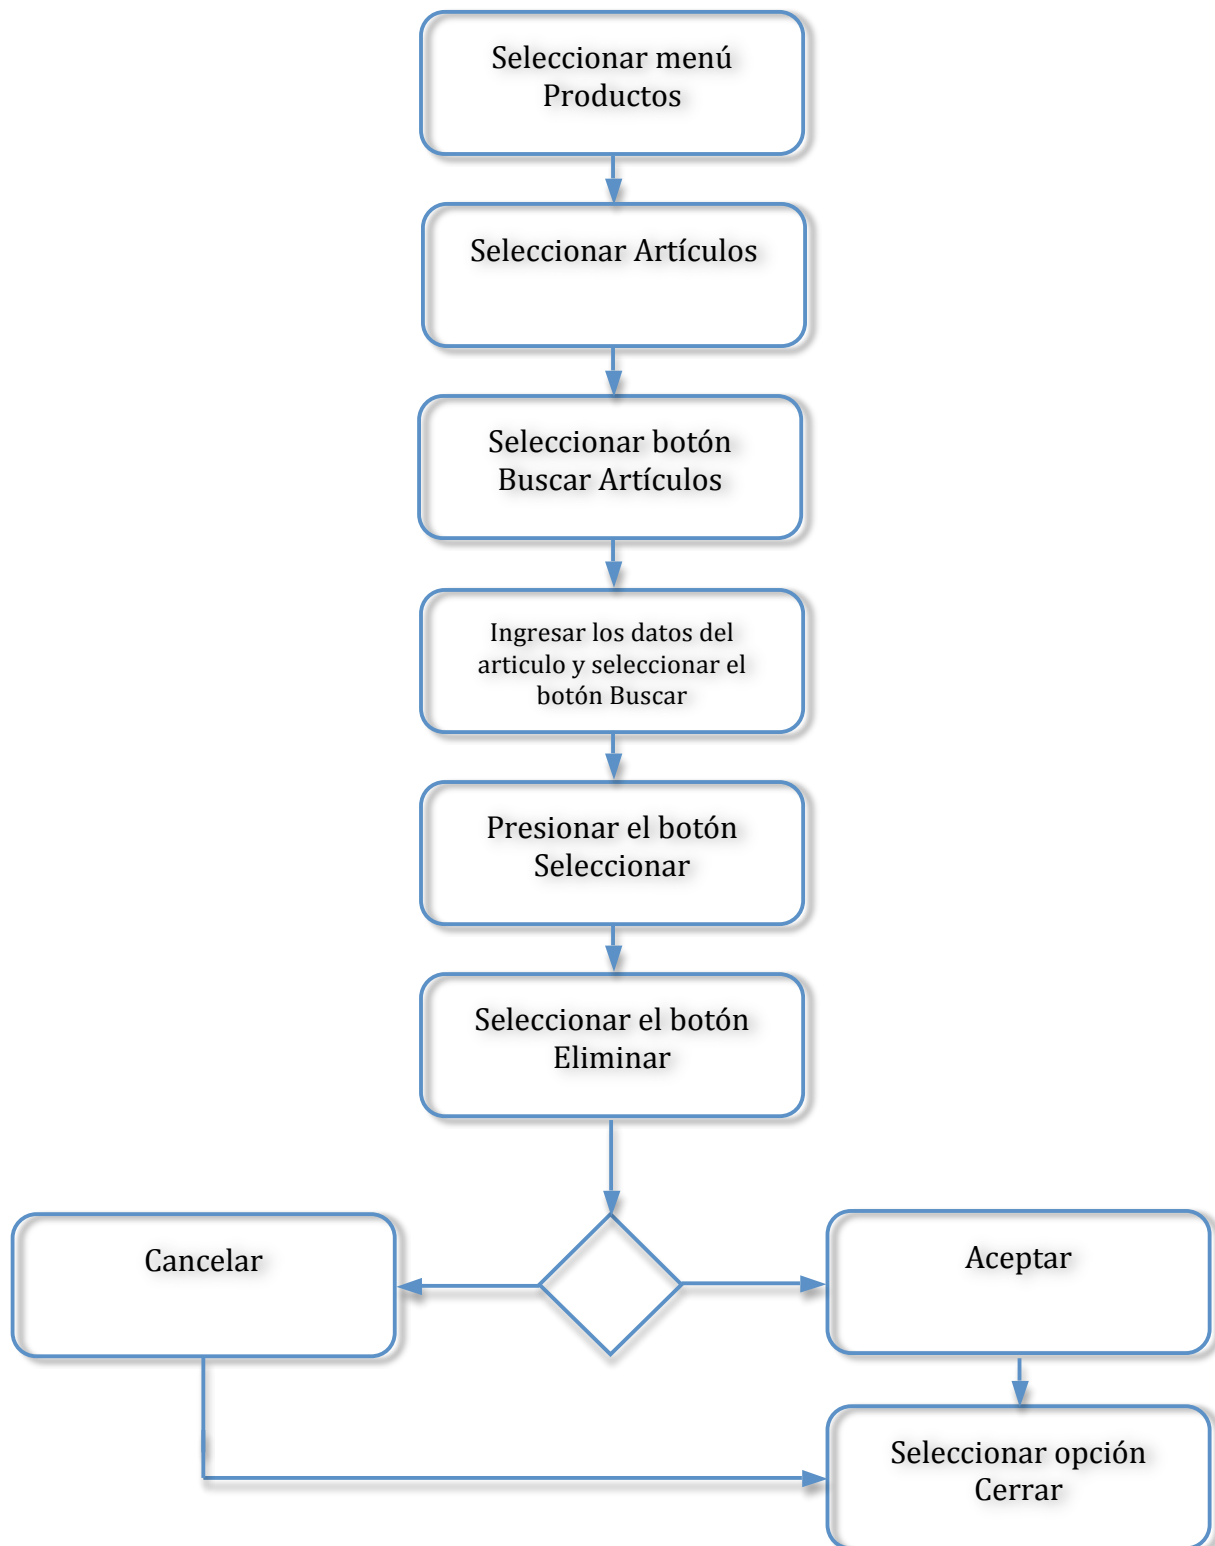 Seleccionar menú
Productos
Seleccionar Artículos
Seleccionar botón
Buscar Artículos
Ingresar los datos del
articulo y seleccionar el
botón Buscar
Presionar el botón
Seleccionar
Seleccionar el botón
Eliminar
Cancelar
Aceptar
Seleccionar opción
Cerrar